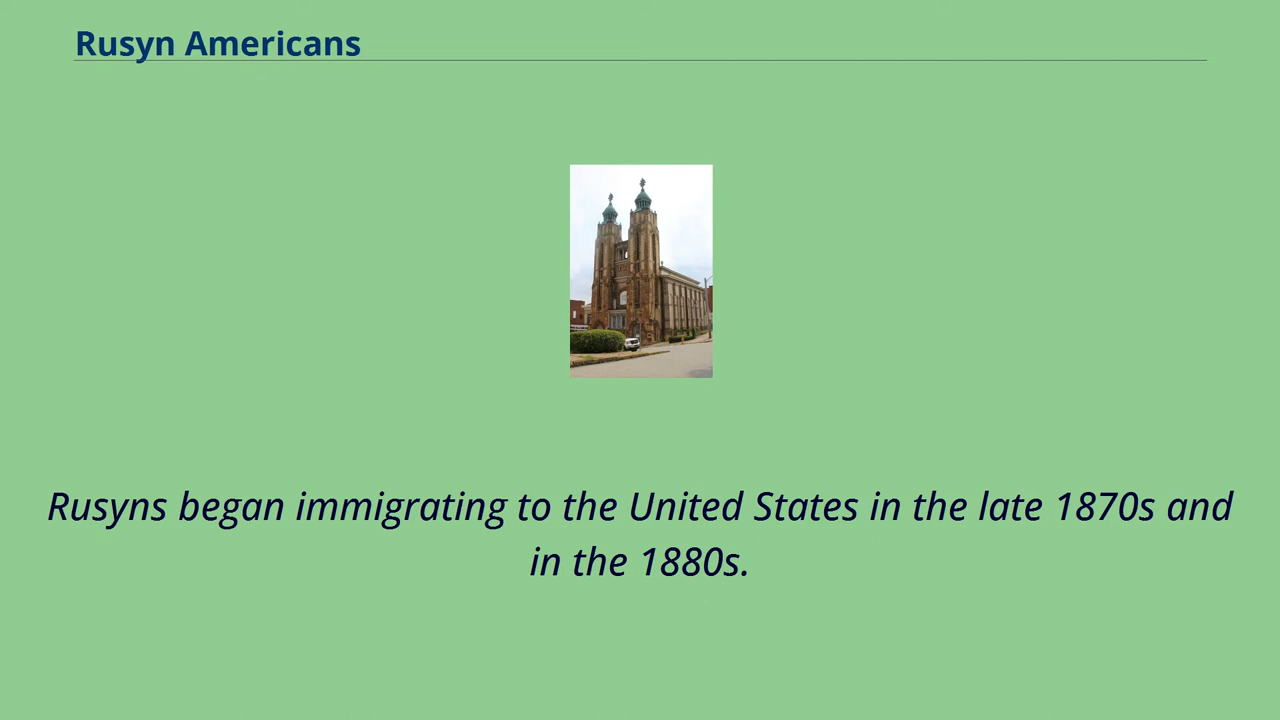 Rusyn Americans
Rusyns began immigrating to the United States in the late 1870s and
in the 1880s.